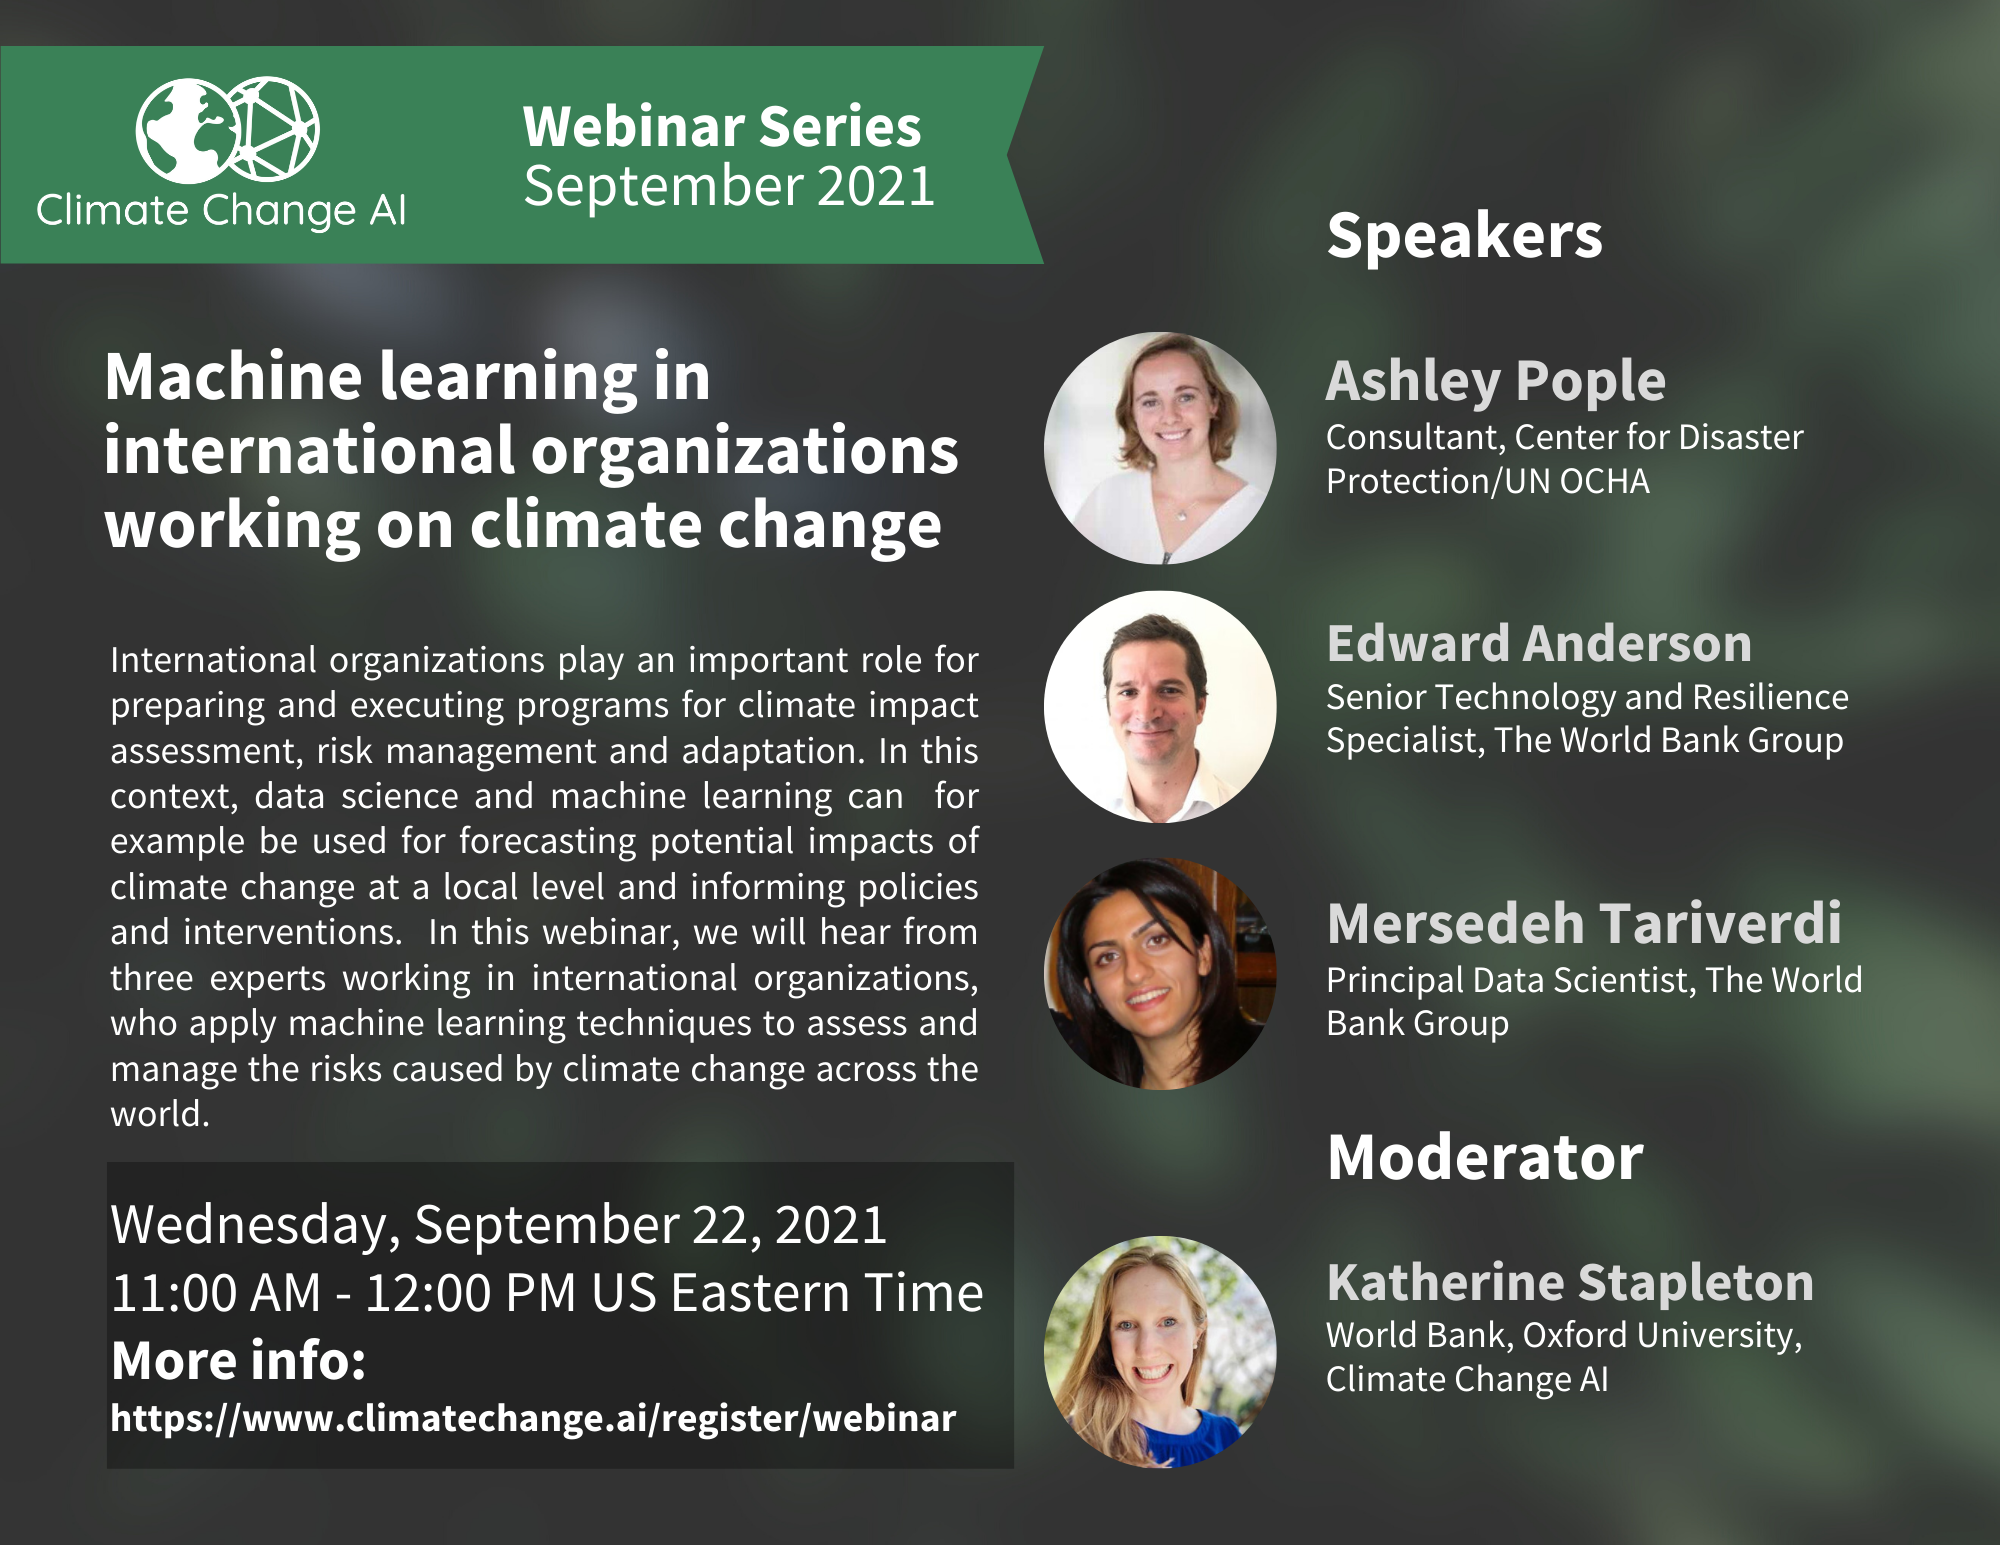 Climate Change AI
Webinar Series
September 2021
Machine learning in
international organizations
working on climate change
International organizations play an important role for
preparing and executing programs for climate impact
assessment, risk management and adaptation. In this
context, data science and machine learning can for
example be used for forecasting potential impacts of
climate change at a local level and informing policies
and interventions. In this webinar, we will hear from
three experts working in international organizations,
who apply machine learning techniques to assess and
manage the risks caused by climate change across the
world.
Wednesday, September 22, 2021
11:00 AM - 12:00 PM US Eastern Time
More info:
https://www.climatechange.ai/register/webinar
Speakers
Ashley Pople
Consultant, Center for Disaster
Protection/UN OCHA
Edward Anderson
Senior Technology and Resilience
Specialist, The World Bank Group
Mersedeh Tariverdi
Principal Data Scientist, The World
Bank Group
Moderator
Katherine Stapleton
World Bank, Oxford University,
Climate Change AI